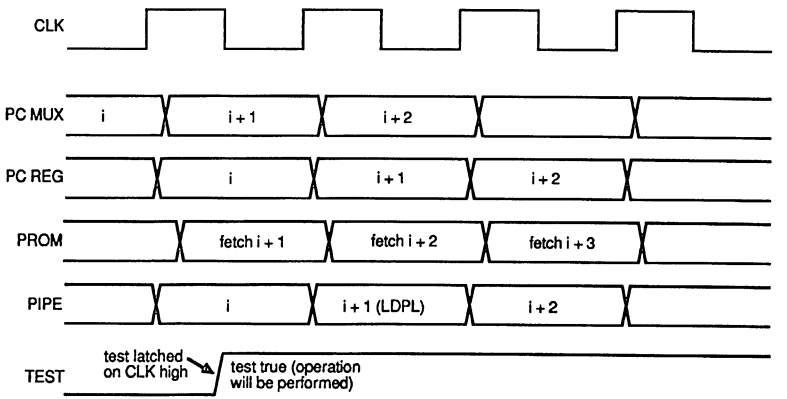 CLK
PC MUX i i + 1 i + 2
PC REG i i + 1 i + 2
PROM fetch i + 1 fetch i + 2 fetch i + 3
PIPE i i + 1 (LDPL) i + 2
test latched
on CLK high
TEST
test true (operation
will be performed)